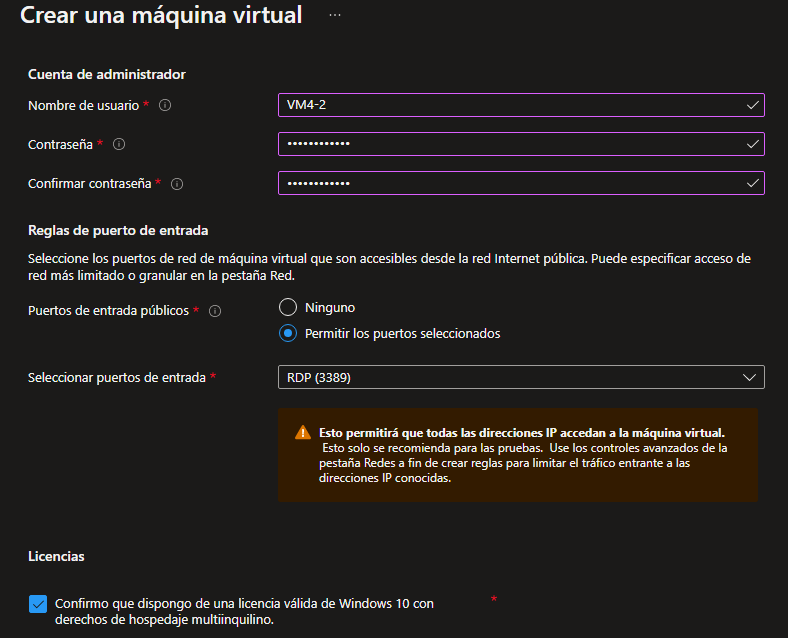 Crear una máquina virtual ...
Cuenta de administrador
Nombre de usuario *
VM4-2
Contraseña *
••••••••••••
Confirmar contraseña *
••••••••••••
Reglas de puerto de entrada
Seleccione los puertos de red de máquina virtual que son accesibles desde la red Internet pública. Puede especificar acceso de
red más limitado o granular en la pestaña Red.
Puertos de entrada públicos *
Ninguno
Permitir los puertos seleccionados
Seleccionar puertos de entrada *
RDP (3389)
Esto permitirá que todas las direcciones IP accedan a la máquina virtual.
Esto solo se recomienda para las pruebas. Use los controles avanzados de la
pestaña Redes a fin de crear reglas para limitar el tráfico entrante a las
direcciones IP conocidas.
Licencias
Confirmo que dispongo de una licencia válida de Windows 10 con *
derechos de hospedaje multiinquilino.